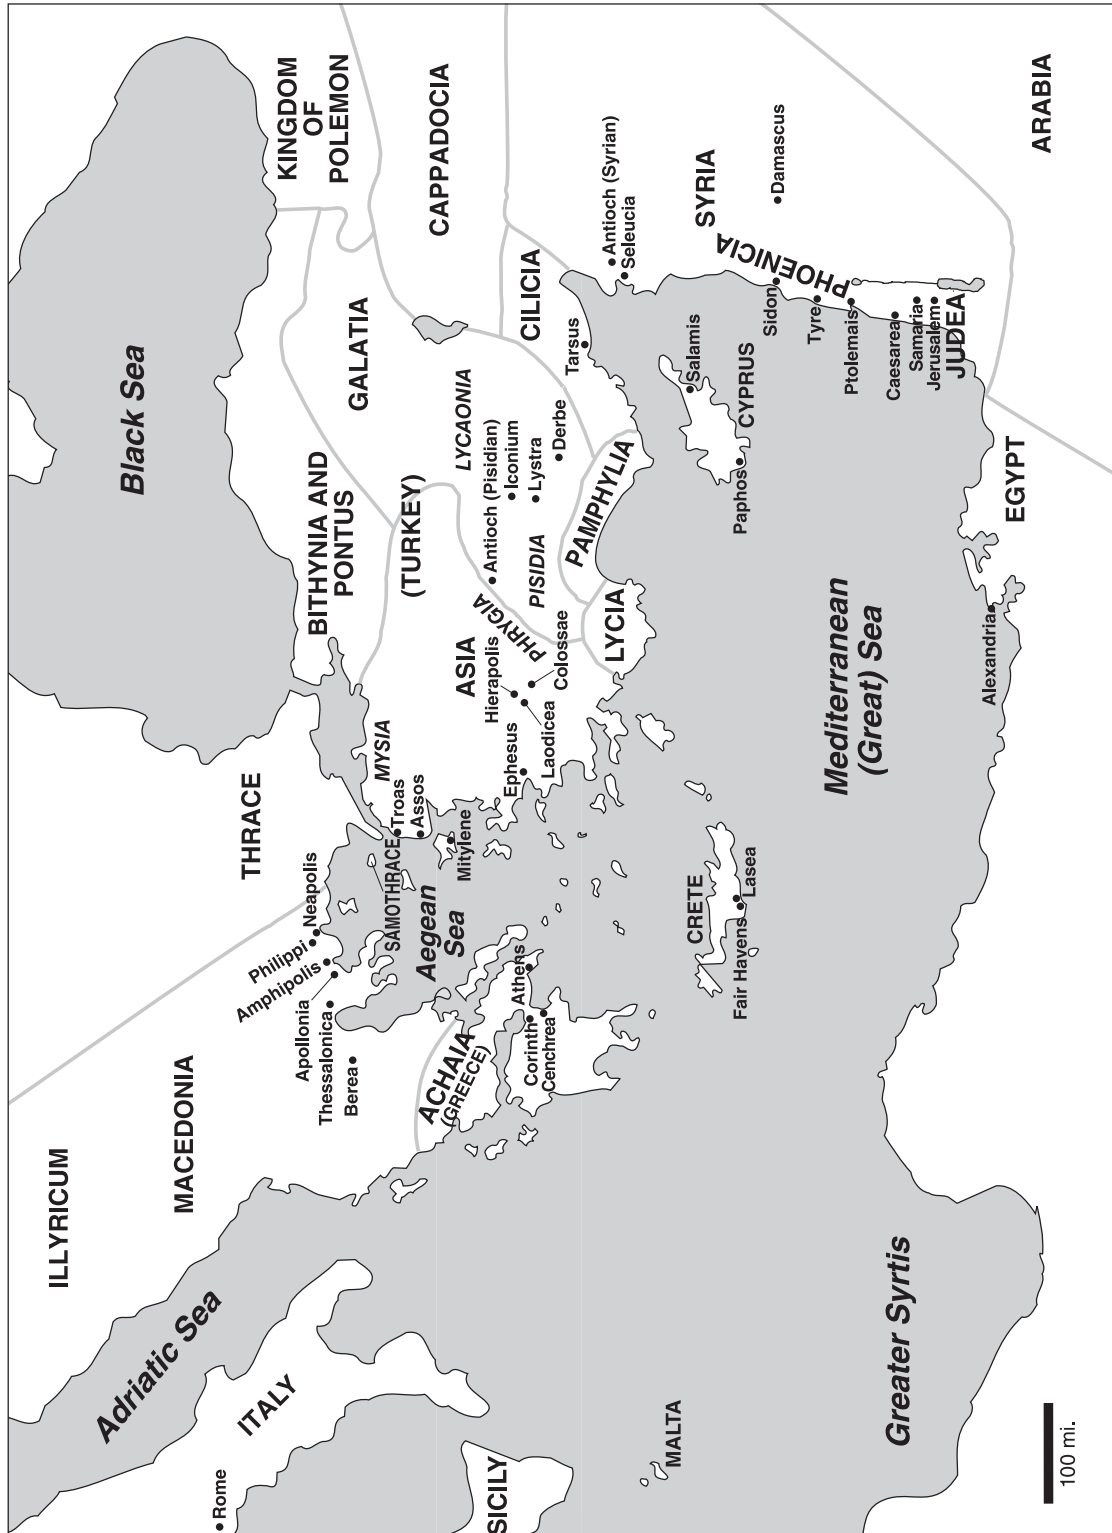 ILLYRICUM
MACEDONIA
THRACE
Black Sea
KINGDOM
OF
POLEMON
Adriatic Sea
ITALY
Rome
SICILY
MALTA
Philippi
Neapolis
Amphipolis
Apollonia
Thessalonica
Berea
SAMOTHRACE
Aegean
Sea
ACHAIA
(GREECE)
Athens
Corinth
Cenchrea
BITHYNIA AND
PONTUS
GALATIA
CAPPADOCIA
(TURKEY)
MYSIA
Troas
Assos
Mitylene
ASIA
PHRYGIA
Hierapolis
Colossae
Laodicea
Ephesus
Antioch (Pisidian)
LYCAONIA
Iconium
Lystra
Derbe
PISIDIA
LYCIA
PAMPHYLIA
CILICIA
Tarsus
Antioch (Syrian)
Seleucia
SYRIA
Damascus
PHOENICIA
Sidon
Tyre
Ptolemais
Caesarea
Samaria
Jerusalem
JUDEA
ARABIA
CYPRUS
Salamis
Paphos
CRETE
Lasea
Fair Havens
Mediterranean
(Great) Sea
Greater Syrtis
Alexandria
EGYPT
100 mi.